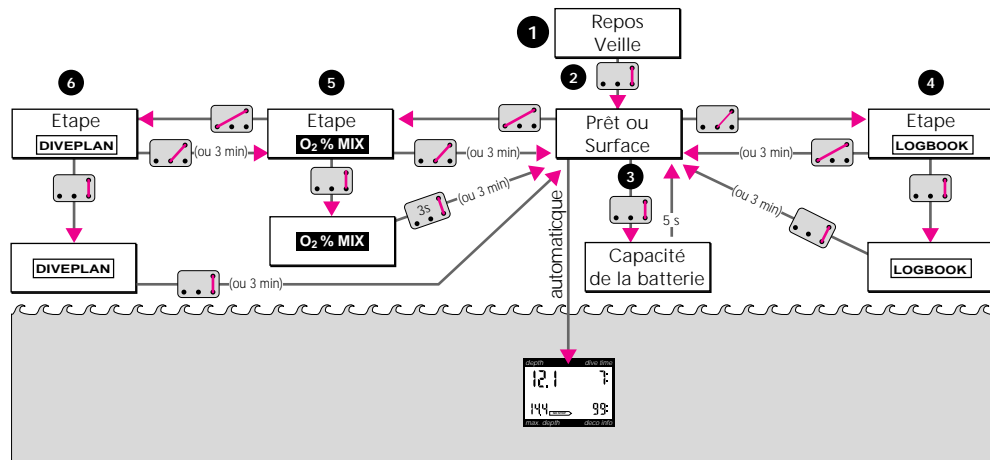 1
Repos
Veille
2
6
5
4
Etape
DIVEPLAN
Etape
O2 % MIX
Prêt ou
Surface
Etape
LOGBOOK
(ou 3 min)
(ou 3 min)
(ou 3 min)
3
3s
(ou 3 min)
5 s
(ou 3 min)
O2 % MIX
DIVEPLAN
(ou 3 min)
automaticque
Capacité
de la batterie
LOGBOOK
depth dive time
12.1 7:
14.4 99:
max. depth deco info